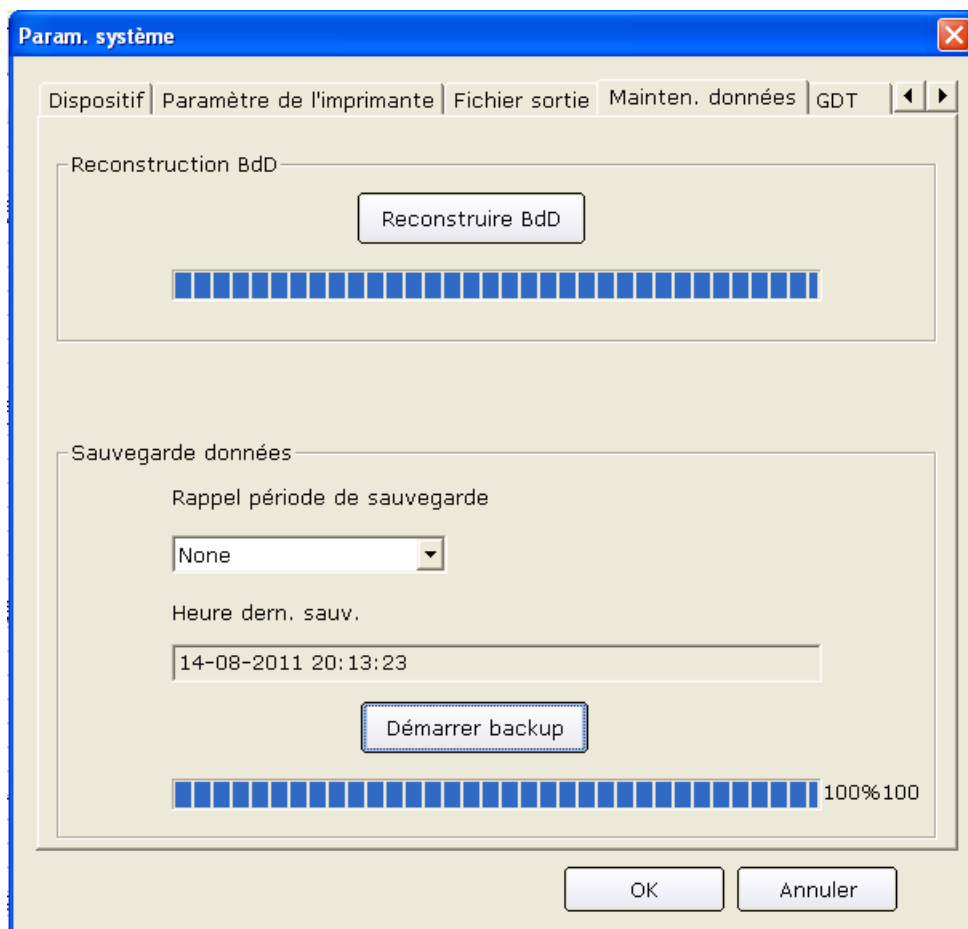 Param. système
Dispositif Paramètre de l'imprimante Fichier sortie Mainten. données GDT
Reconstruction BdD
Reconstruire BdD
Sauvegarde données
Rappel période de sauvegarde
None
Heure dern. sauv.
14-08-2011 20:13:23
Démarrer backup
100%100
OK Annuler